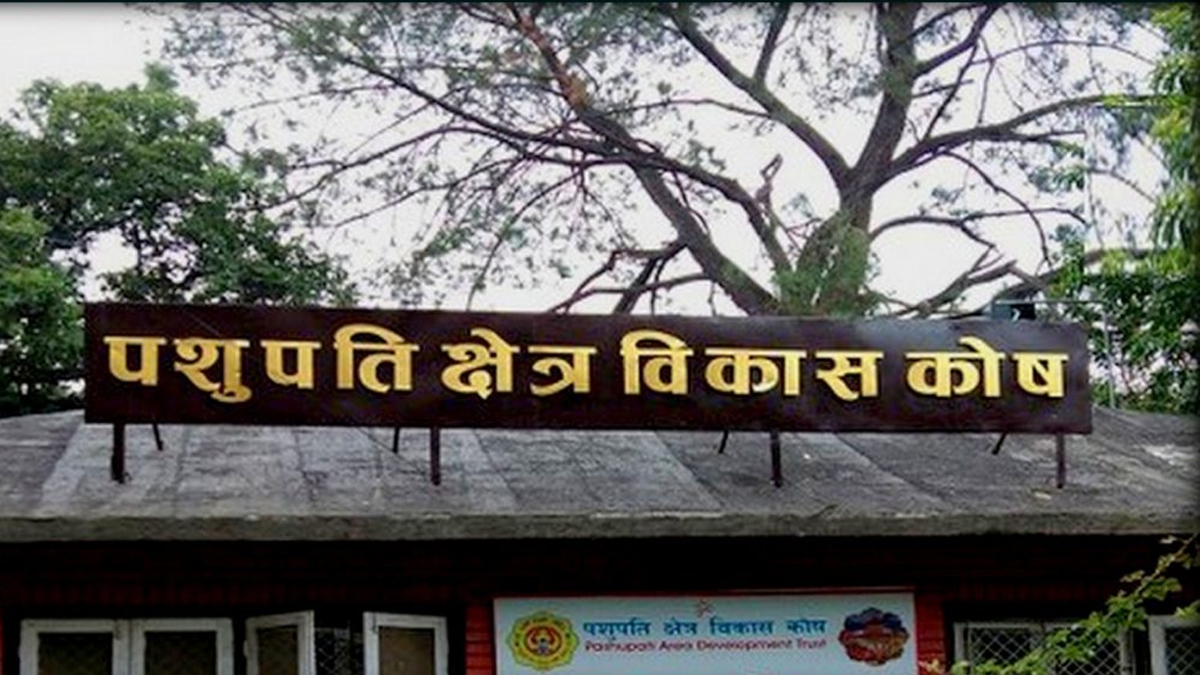 पशुपति क्षेत्र विकास कोष
पशुपति क्षेत्र विकास कोष
Pashupati Area Development Trust